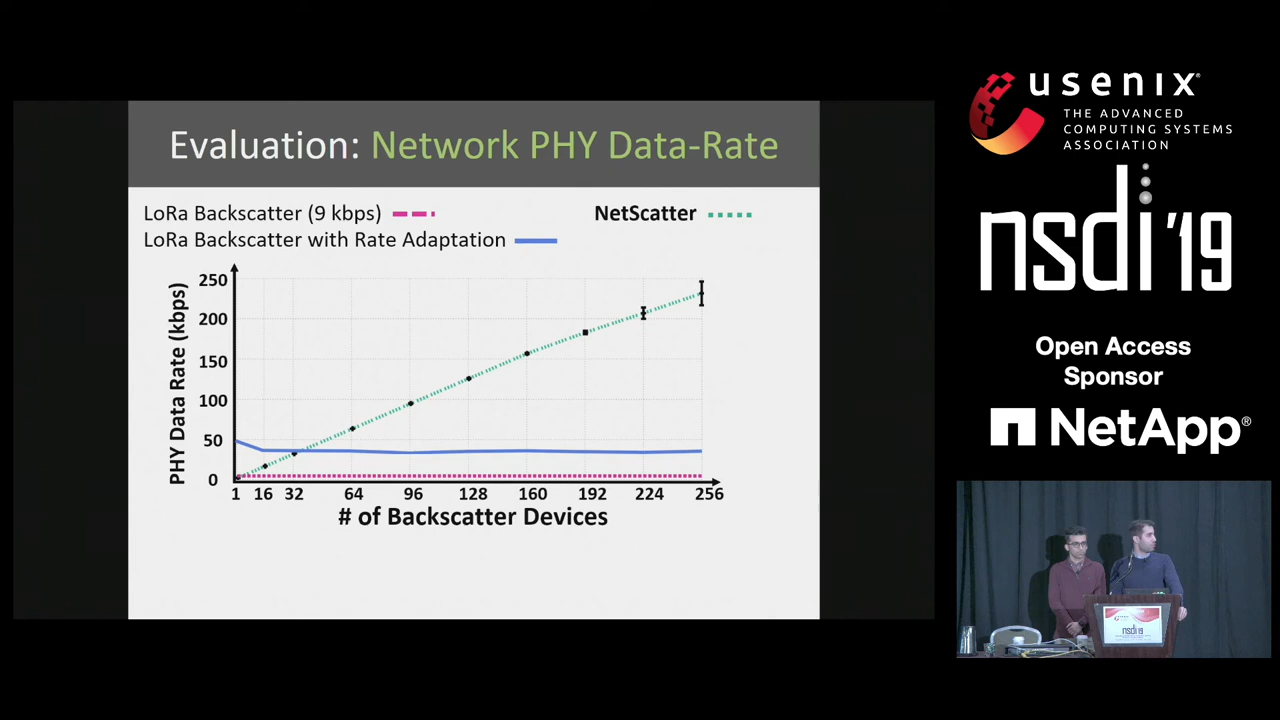 Evaluation: Network PHY Data-Rate
LoRa Backscatter (9 kbps)
NetScatter
LoRa Backscatter with Rate Adaptation
PHY Data Rate (kbps)
250
200
150
100
50
0
1 16 32 64 96 128 160 192 224 256
# of Backscatter Devices
usenix®
THE ADVANCED
COMPUTING SYSTEMS
ASSOCIATION
nsdi '19
Open Access
Sponsor
NetApp®
nsdi'19